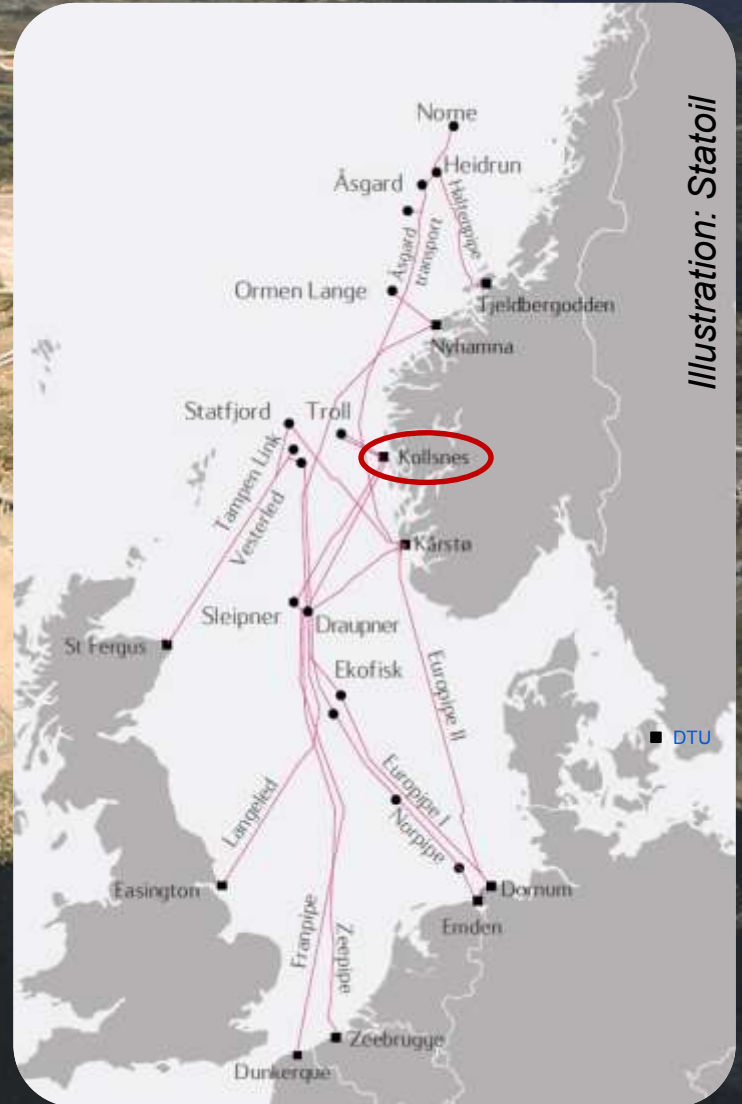 Illustration: Statoil
Norne
Heidrun
Åsgard
Haltenpipe
Åsgard
transport
Ormen Lange
Tjeldbergodden
Nyhamna
Statfjord
Troll
Kollsnes
Tampen Link
Vesterled
Kårstø
Sleipner
Draupner
St Fergus
Ekofisk
Europipe II
DTU
Europipe I
Norpipe
Langeled
Easington
Dornum
Emden
Franpipe
Zeepipe
Zeebrugge
Dunkerque